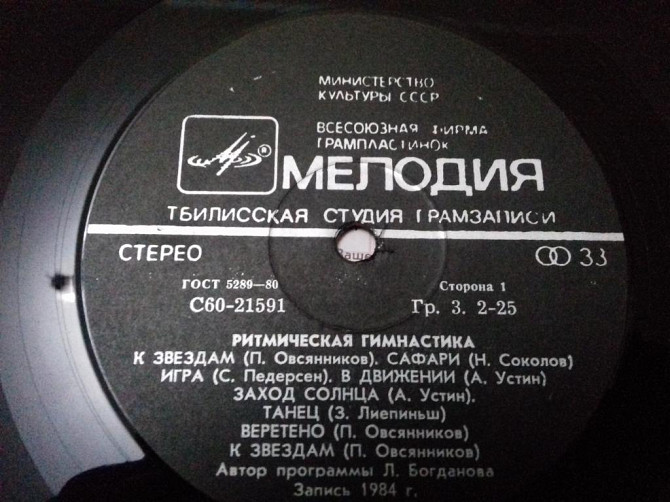 МИНИСТЕРСТВО
КУЛЬТУРЫ СССР
ВСЕСОЮЗНАЯ ФИРМА
ГРАМПЛАСТИНОК
МЕЛОДИЯ
ТБИЛИССКАЯ СТУДИЯ ГРАМЗАПИСИ
СТЕРЕО 33
ГОСТ 5289—80 Сторона 1
С60-21591 Гр. 3. 2-25
РИТМИЧЕСКАЯ ГИМНАСТИКА
К ЗВЕЗДАМ (П. Овсянников). САФАРИ (Н. Соколов)
ИГРА (С. Педерсен). В ДВИЖЕНИИ (А. Устин)
ЗАХОД СОЛНЦА (А. Устин).
ТАНЕЦ (З. Лиепиньш)
ВЕРЕТЕНО (П. Овсянников)
К ЗВЕЗДАМ (П. Овсянников)
Автор программы Л. Богданова
Запись 1984 г.